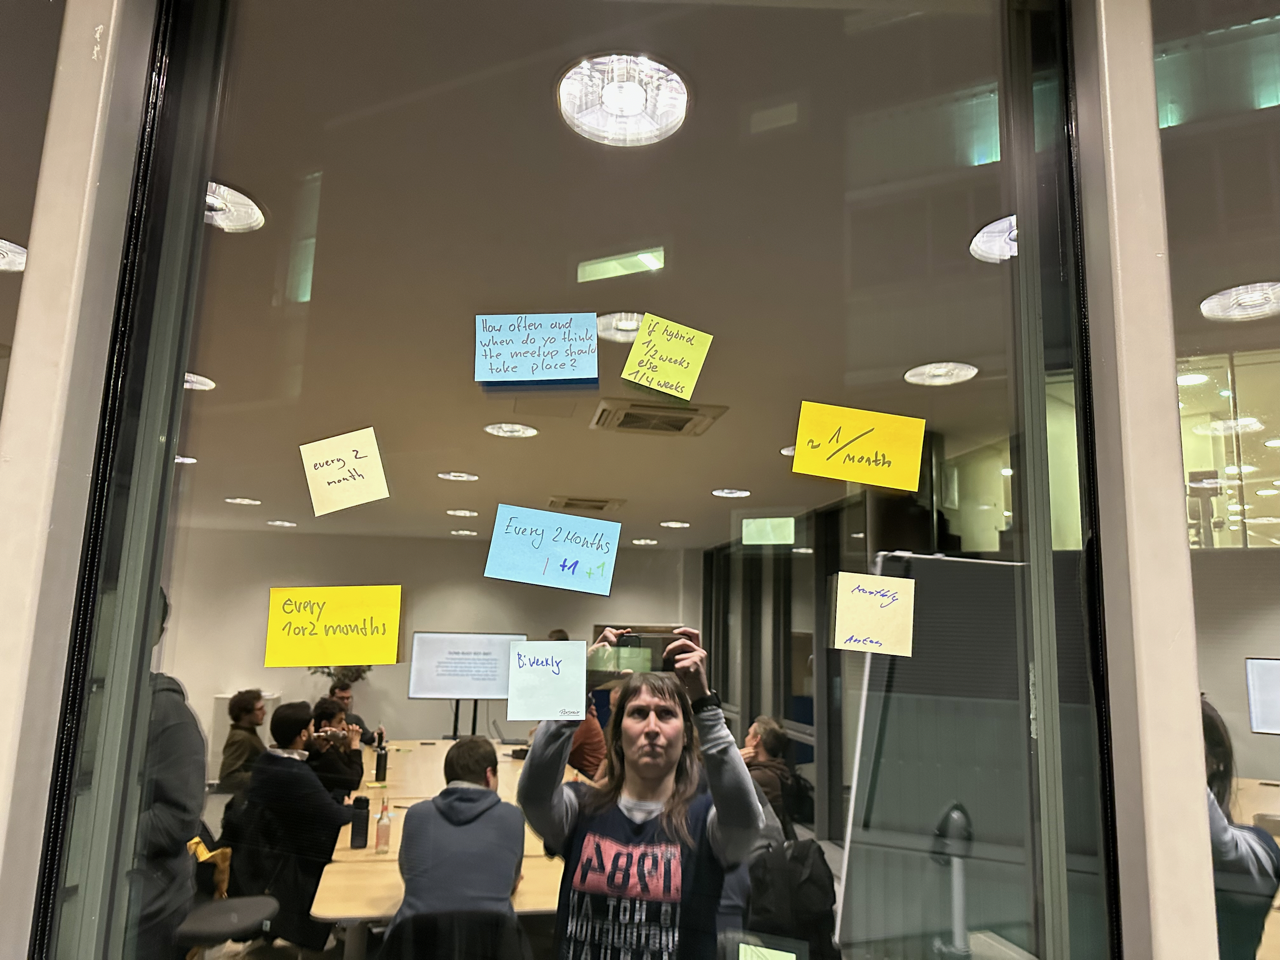 How often and
when do yo think
the meetup should
take place?
if hybrid
1/2 weeks
else
1/4 weeks
every 2
month
~ 1/
month
Every 2 Months
| +1 +1
every
1or2 months
Bi weekly
Monthly
1984